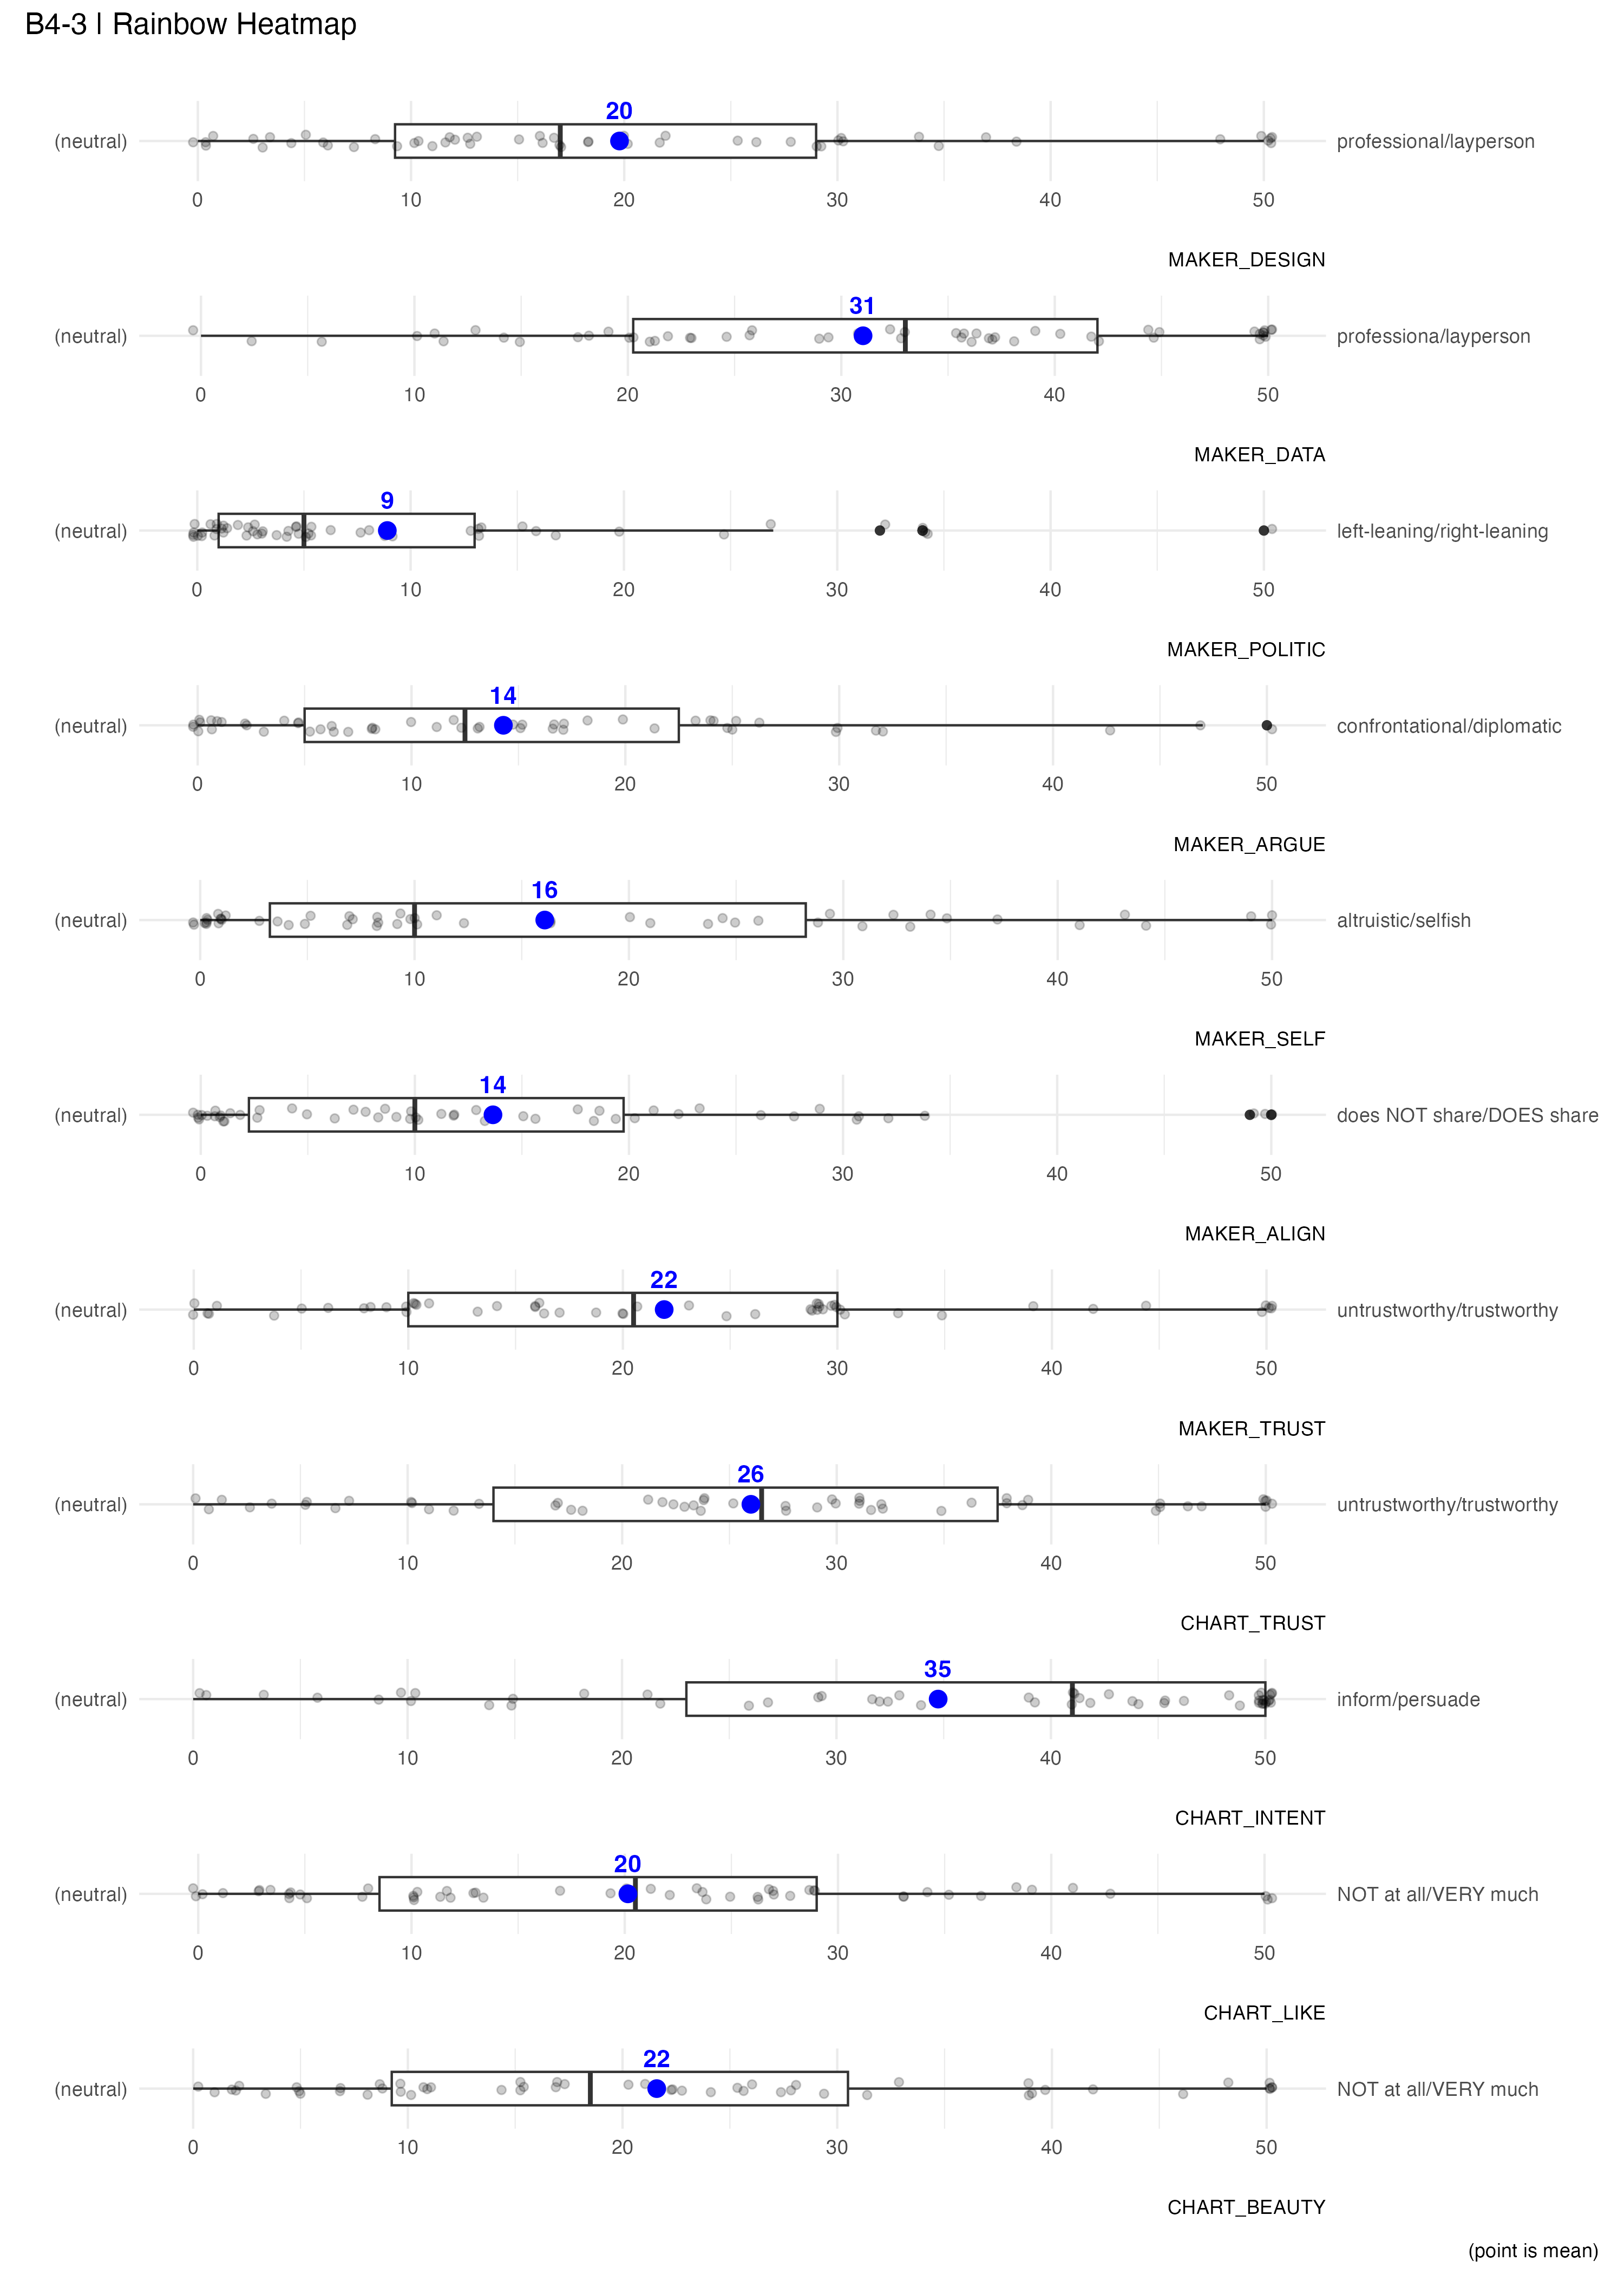 B4-3 | Rainbow Heatmap
20
(neutral) professional/layperson
0 10 20 30 40 50
MAKER_DESIGN
31
(neutral) professiona/layperson
0 10 20 30 40 50
MAKER_DATA
9
(neutral) left-leaning/right-leaning
0 10 20 30 40 50
MAKER_POLITIC
14
(neutral) confrontational/diplomatic
0 10 20 30 40 50
MAKER_ARGUE
16
(neutral) altruistic/selfish
0 10 20 30 40 50
MAKER_SELF
14
(neutral) does NOT share/DOES share
0 10 20 30 40 50
MAKER_ALIGN
22
(neutral) untrustworthy/trustworthy
0 10 20 30 40 50
MAKER_TRUST
26
(neutral) untrustworthy/trustworthy
0 10 20 30 40 50
CHART_TRUST
35
(neutral) inform/persuade
0 10 20 30 40 50
CHART_INTENT
20
(neutral) NOT at all/VERY much
0 10 20 30 40 50
CHART_LIKE
22
(neutral) NOT at all/VERY much
0 10 20 30 40 50
CHART_BEAUTY
(point is mean)